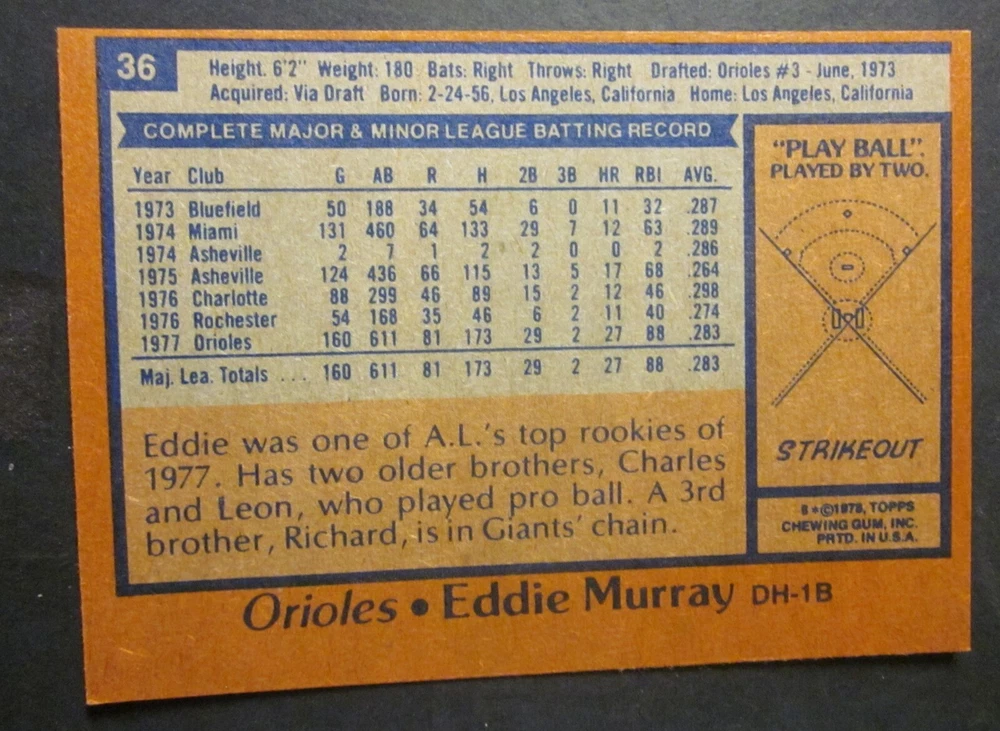 36
Height. 6'2" Weight: 180 Bats: Right Throws: Right Drafted: Orioles #3 - June, 1973
Acquired: Via Draft Born: 2-24-56, Los Angeles, California Home: Los Angeles, California
COMPLETE MAJOR & MINOR LEAGUE BATTING RECORD
Year Club G AB R H 2B 3B HR RBI AVG.
1973 Bluefield 50 188 34 54 6 0 11 32 .287
1974 Miami 131 460 64 133 29 7 12 63 .289
1974 Asheville 2 7 1 2 2 0 0 2 .286
1975 Asheville 124 436 66 115 13 5 17 68 .264
1976 Charlotte 88 299 46 89 15 2 12 46 .298
1976 Rochester 54 168 35 46 6 2 11 40 .274
1977 Orioles 160 611 81 173 29 2 27 88 .283
Maj. Lea. Totals ... 160 611 81 173 29 2 27 88 .283
Eddie was one of A.L.'s top rookies of
1977. Has two older brothers, Charles
and Leon, who played pro ball. A 3rd
brother, Richard, is in Giants' chain.
"PLAY BALL".
PLAYED BY TWO.
STRIKEOUT
8*©1978, TOPPS
CHEWING GUM, INC.
PRTD. IN U.S.A.
Orioles • Eddie Murray DH-1B